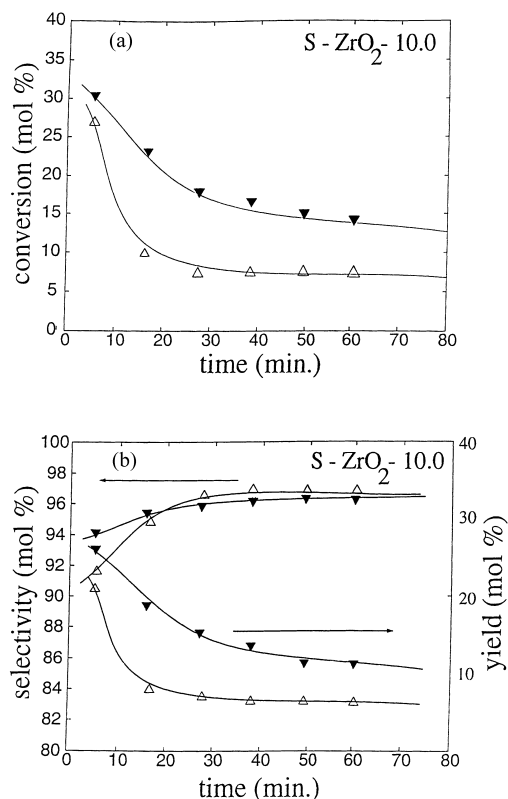 (a) S - ZrO2 - 10.0
conversion (mol %)
40
35
30
25
20
15
10
5
0
0 10 20 30 40 50 60 70 80
time (min.)
(b) S - ZrO2 - 10.0
selectivity (mol %)
100
98
96
94
92
90
88
86
84
82
80
40
30
20
10
yield (mol %)
0 10 20 30 40 50 60 70 80
time (min.)